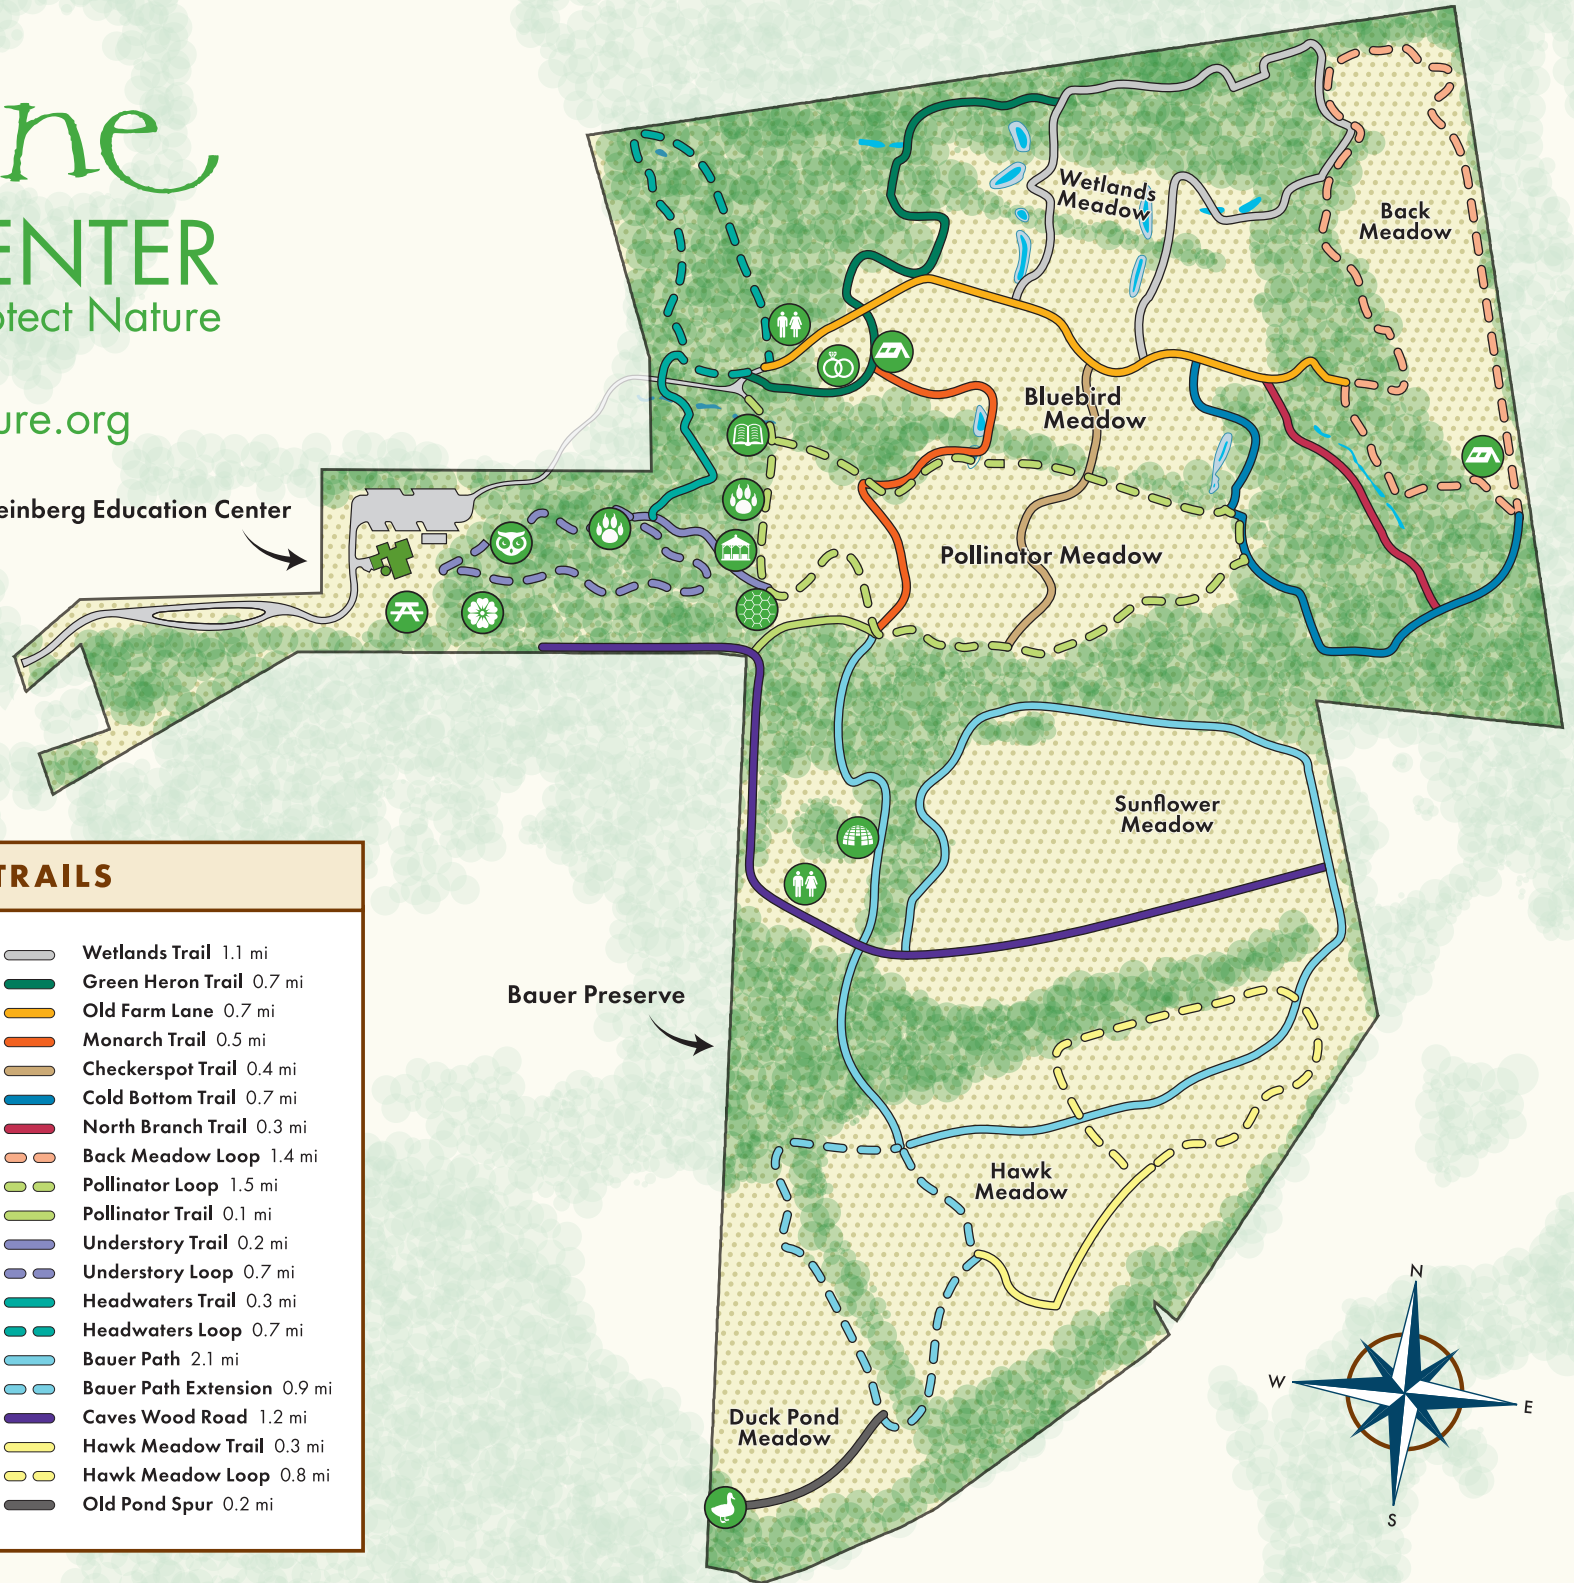 ne
ENTER
otect Nature
ure.org
einberg Education Center
Wetlands
Meadow
Back
Meadow
Bluebird
Meadow
Pollinator Meadow
Sunflower
Meadow
Bauer Preserve
Hawk
Meadow
Duck Pond
Meadow
TRAILS
Wetlands Trail 1.1 mi
Green Heron Trail 0.7 mi
Old Farm Lane 0.7 mi
Monarch Trail 0.5 mi
Checkerspot Trail 0.4 mi
Cold Bottom Trail 0.7 mi
North Branch Trail 0.3 mi
Back Meadow Loop 1.4 mi
Pollinator Loop 1.5 mi
Pollinator Trail 0.1 mi
Understory Trail 0.2 mi
Understory Loop 0.7 mi
Headwaters Trail 0.3 mi
Headwaters Loop 0.7 mi
Bauer Path 2.1 mi
Bauer Path Extension 0.9 mi
Caves Wood Road 1.2 mi
Hawk Meadow Trail 0.3 mi
Hawk Meadow Loop 0.8 mi
Old Pond Spur 0.2 mi
N
W
E
S